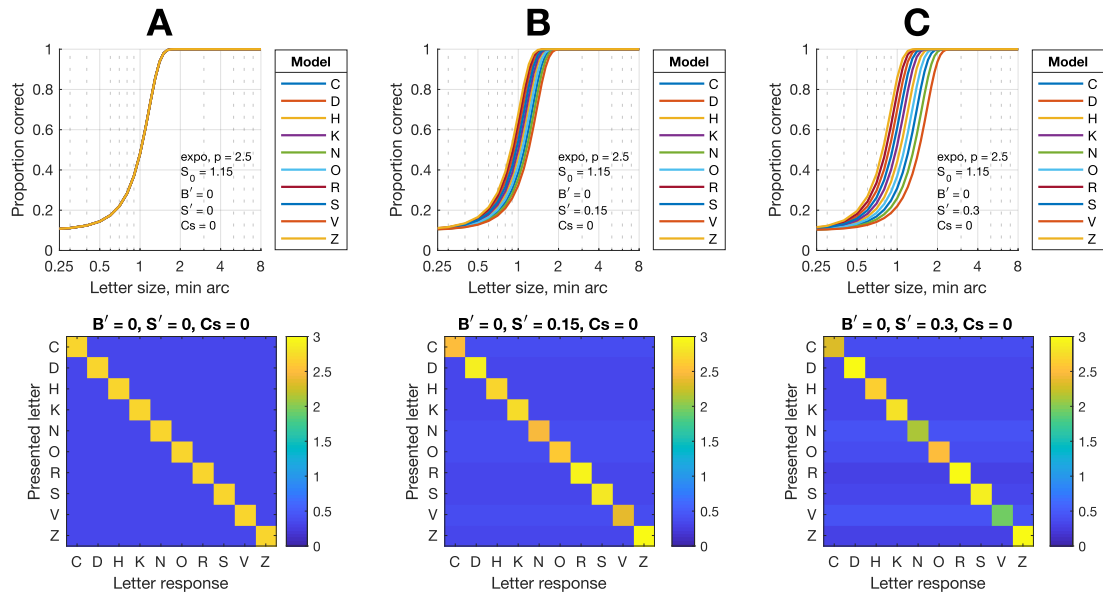 A
B
C
Proportion correct
1
0.8
0.6
0.4
0.2
0
0.25
0.5
1
2
4
8
Letter size, min arc
expo, p = 2.5
S₀ = 1.15
B′ = 0
S′ = 0
Cs = 0
Model
C
D
H
K
N
O
R
S
V
Z
Proportion correct
1
0.8
0.6
0.4
0.2
0
0.25
0.5
1
2
4
8
Letter size, min arc
expo, p = 2.5
S₀ = 1.15
B′ = 0
S′ = 0.15
Cs = 0
Model
C
D
H
K
N
O
R
S
V
Z
Proportion correct
1
0.8
0.6
0.4
0.2
0
0.25
0.5
1
2
4
8
Letter size, min arc
expo, p = 2.5
S₀ = 1.15
B′ = 0
S′ = 0.3
Cs = 0
Model
C
D
H
K
N
O
R
S
V
Z
B′ = 0, S′ = 0, Cs = 0
Presented letter
C
D
H
K
N
O
R
S
V
Z
C D H K N O R S V Z
Letter response
3
2.5
2
1.5
1
0.5
0
B′ = 0, S′ = 0.15, Cs = 0
Presented letter
C
D
H
K
N
O
R
S
V
Z
C D H K N O R S V Z
Letter response
3
2.5
2
1.5
1
0.5
0
B′ = 0, S′ = 0.3, Cs = 0
Presented letter
C
D
H
K
N
O
R
S
V
Z
C D H K N O R S V Z
Letter response
3
2.5
2
1.5
1
0.5
0